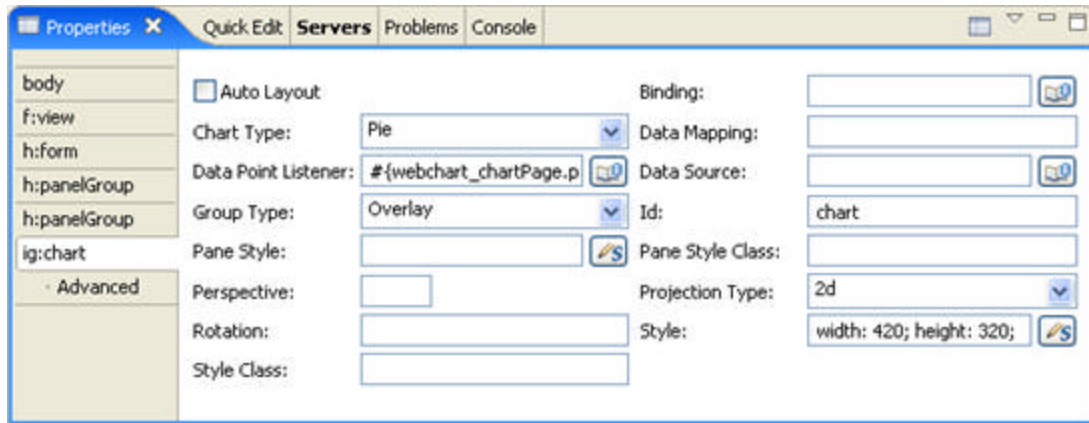 Properties Quick Edit Servers Problems Console
body
f:view
h:form
h:panelGroup
h:panelGroup
ig:chart
Advanced
Auto Layout Binding:
Chart Type: Pie Data Mapping:
Data Point Listener: #{webchart_chartPage.p Data Source:
Group Type: Overlay Id: chart
Pane Style: Pane Style Class:
Perspective: Projection Type: 2d
Rotation: Style: width: 420; height: 320;
Style Class: